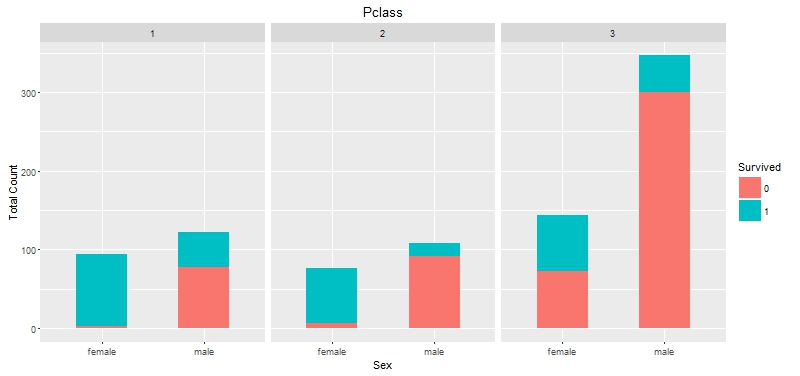 Pclass
1 2 3
300
200
100
0
Total Count
female male female male female male
Sex
Survived
0
1